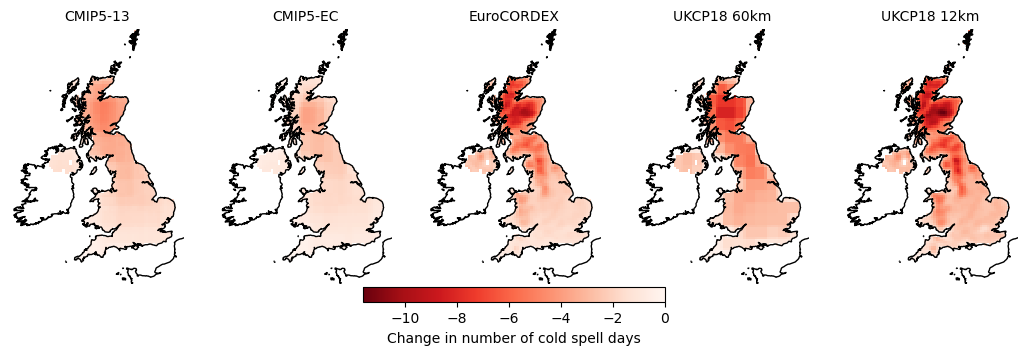 CMIP5-13 CMIP5-EC EuroCORDEX UKCP18 60km UKCP18 12km
−10 −8 −6 −4 −2 0
Change in number of cold spell days